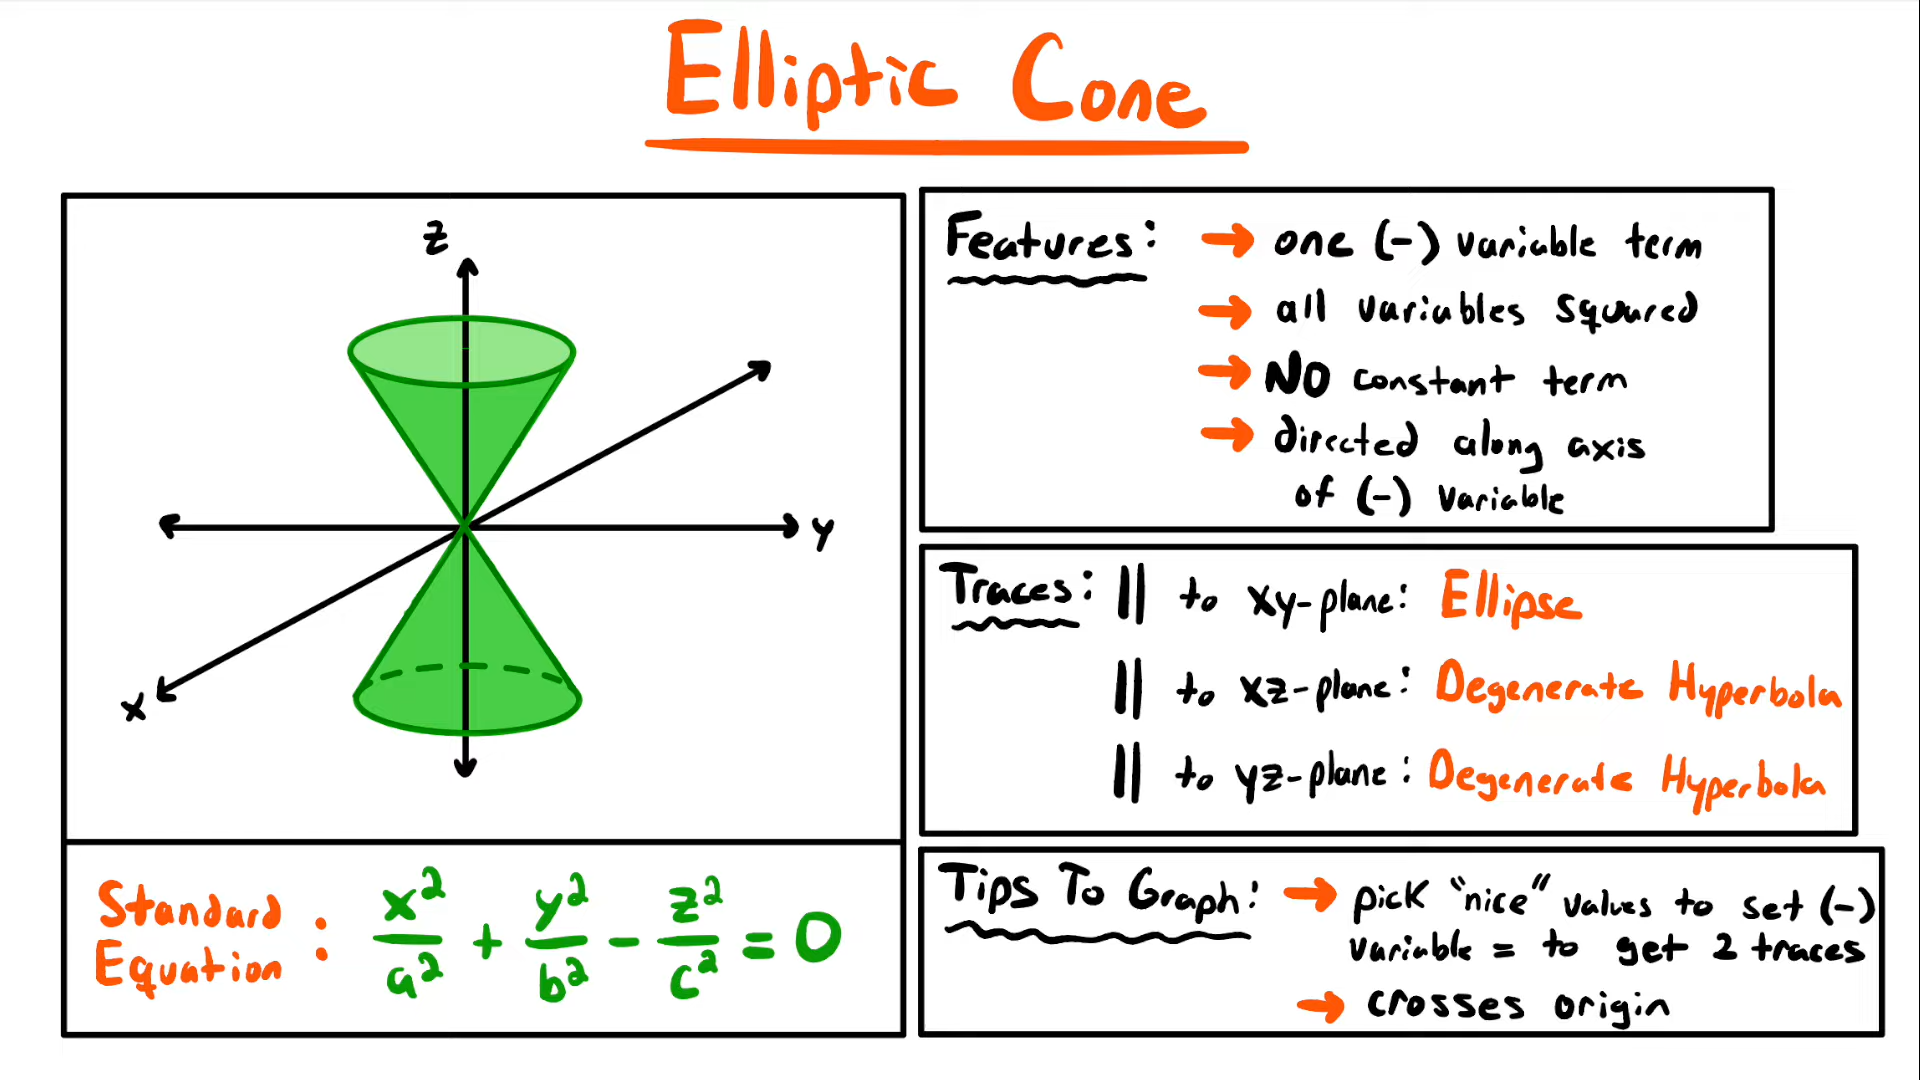 Elliptic Cone
z
y
x
Standard Equation: x²/a² + y²/b² − z²/c² = 0
Features: → one (-) variable term
→ all variables squared
→ NO constant term
→ directed along axis
of (-) variable
Traces: || to xy-plane: Ellipse
|| to xz-plane: Degenerate Hyperbola
|| to yz-plane: Degenerate Hyperbola
Tips To Graph: → pick "nice" values to set (-)
variable = to get 2 traces
→ crosses origin